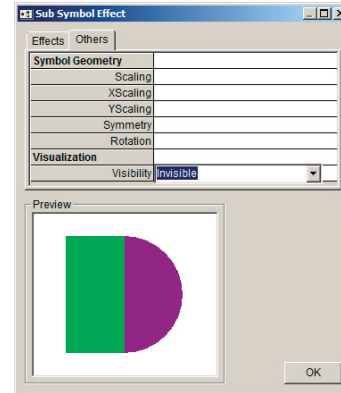 Sub Symbol Effect
Effects Others
Symbol Geometry
Scaling
XScaling
YScaling
Symmetry
Rotation
Visualization
Visibility Invisible
Preview
OK